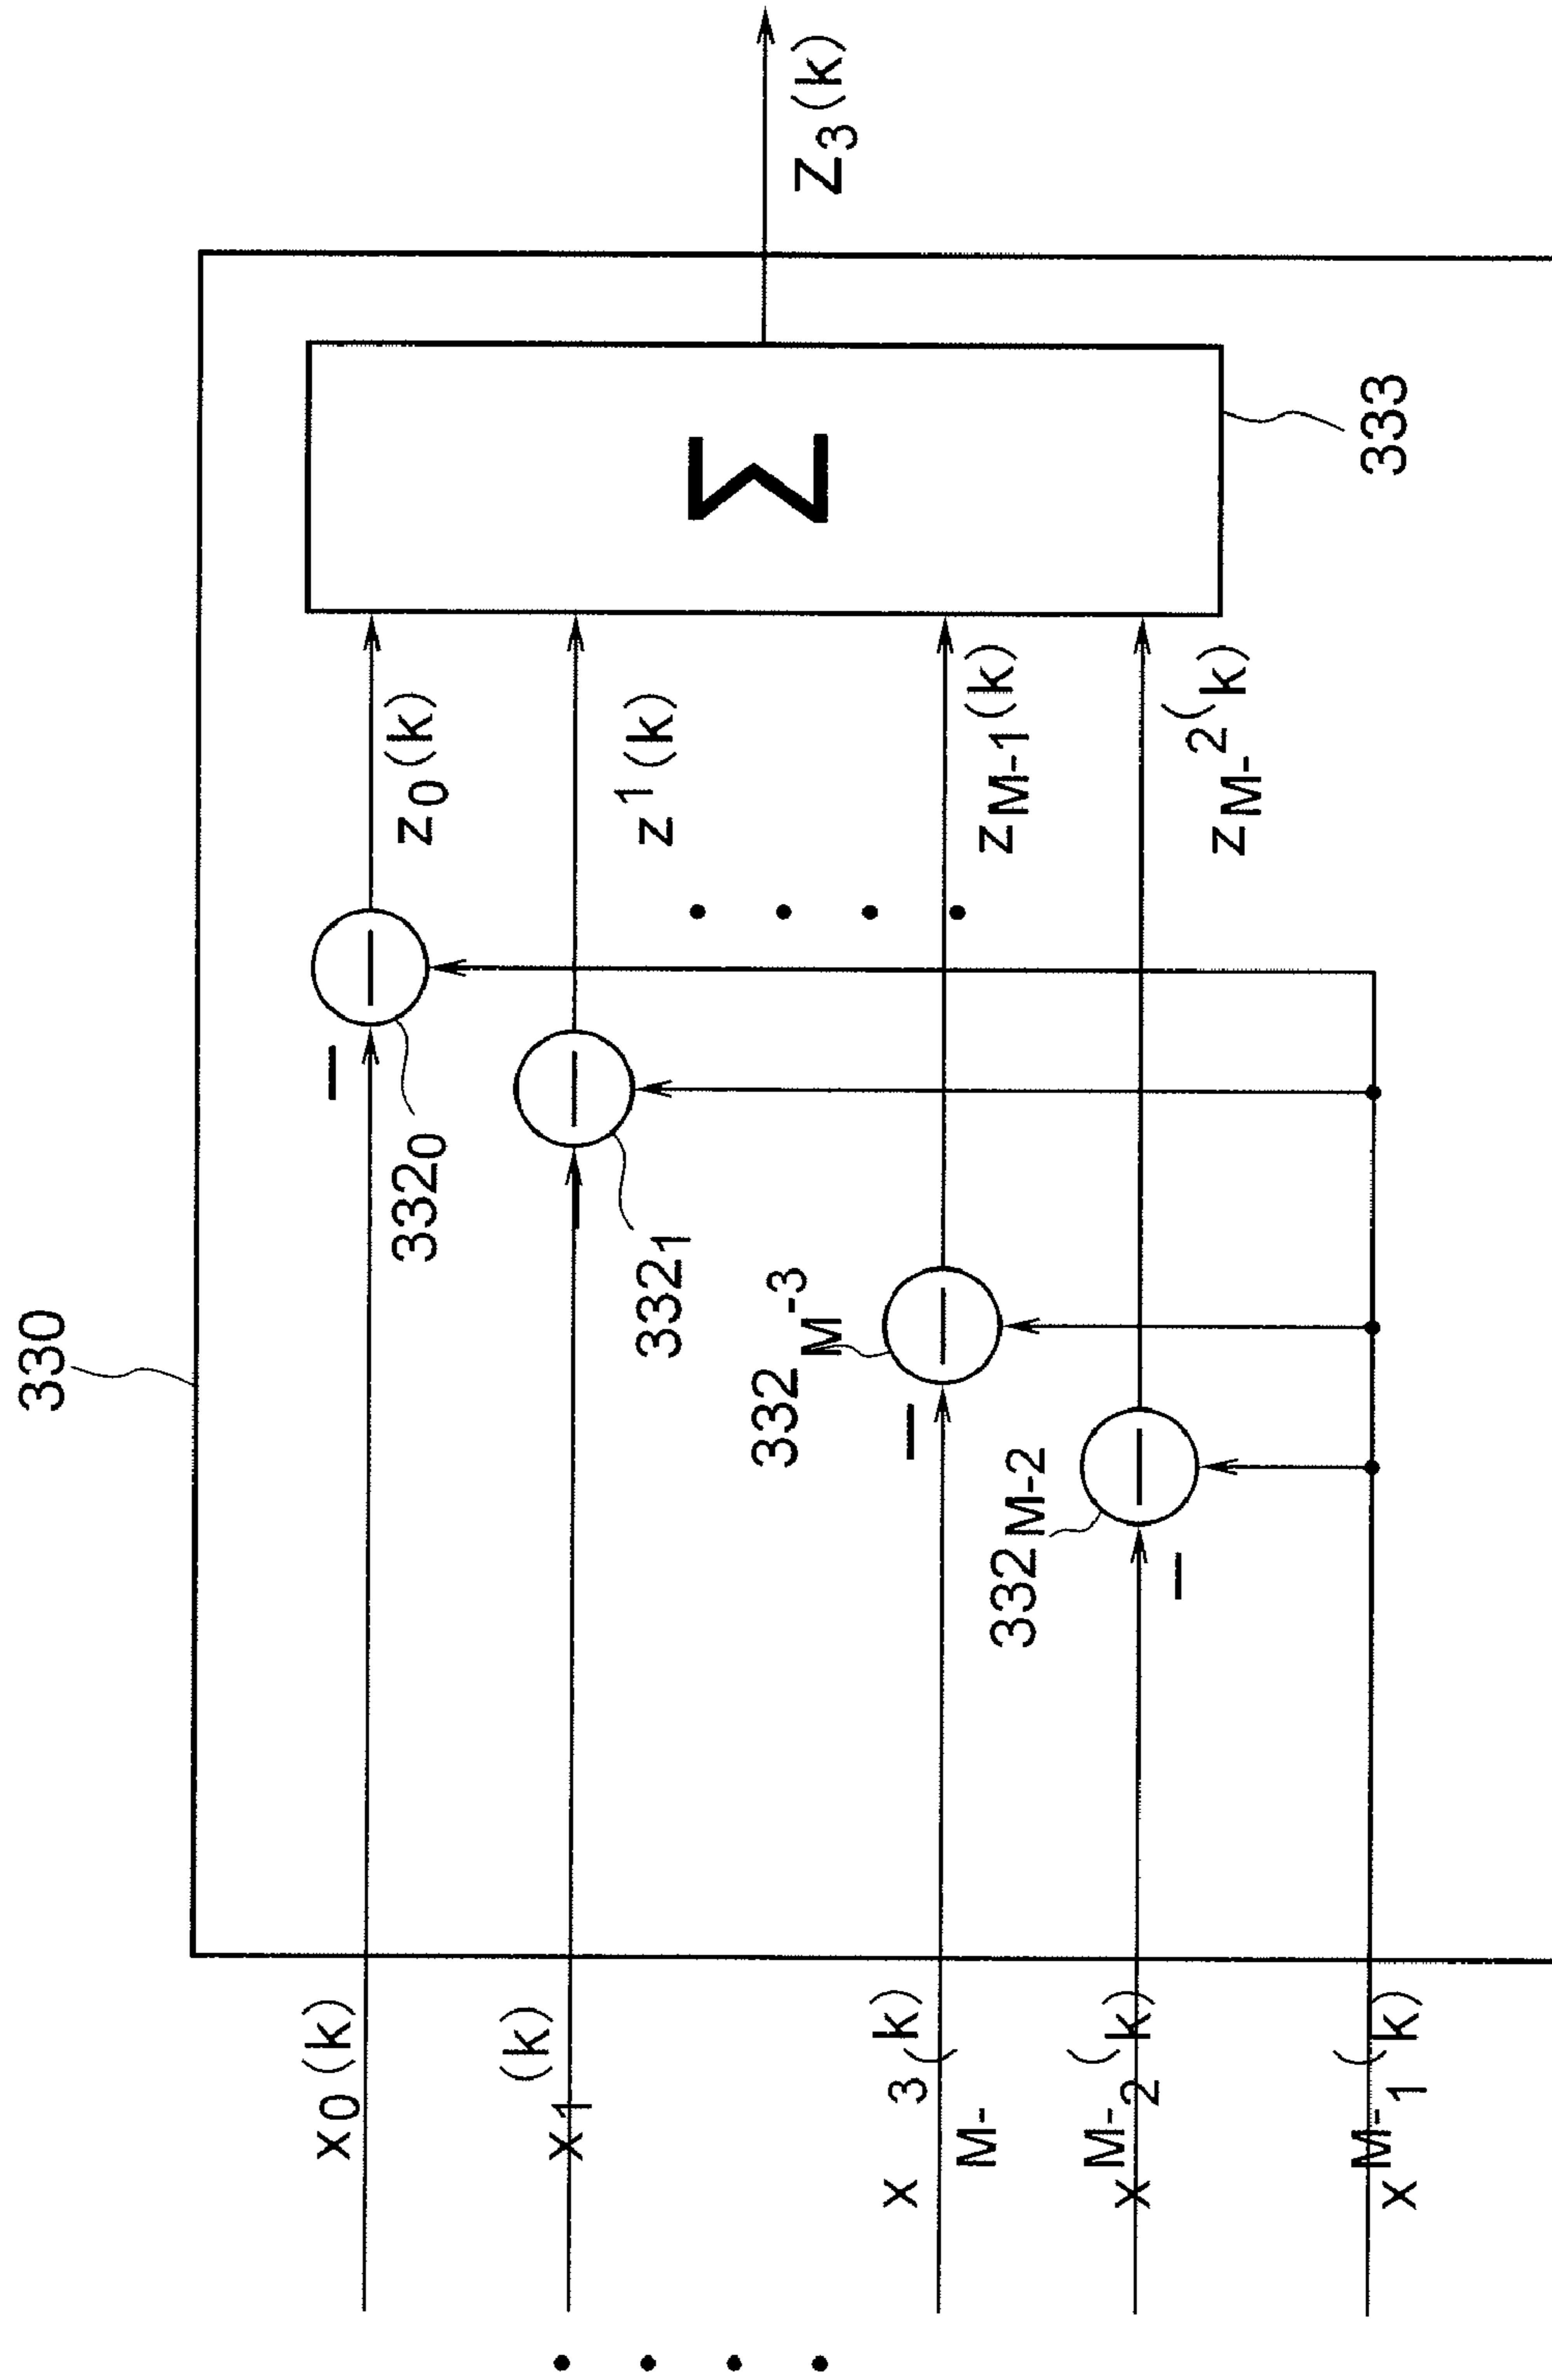 330
x0(k)
3320
z0(k)
x1(k)
3321
z1(k)
Σ
Z3(k)
xM-3(k)
332M-3
zM-1(k)
xM-2(k)
332M-2
zM-2(k)
xM-1(k)
333